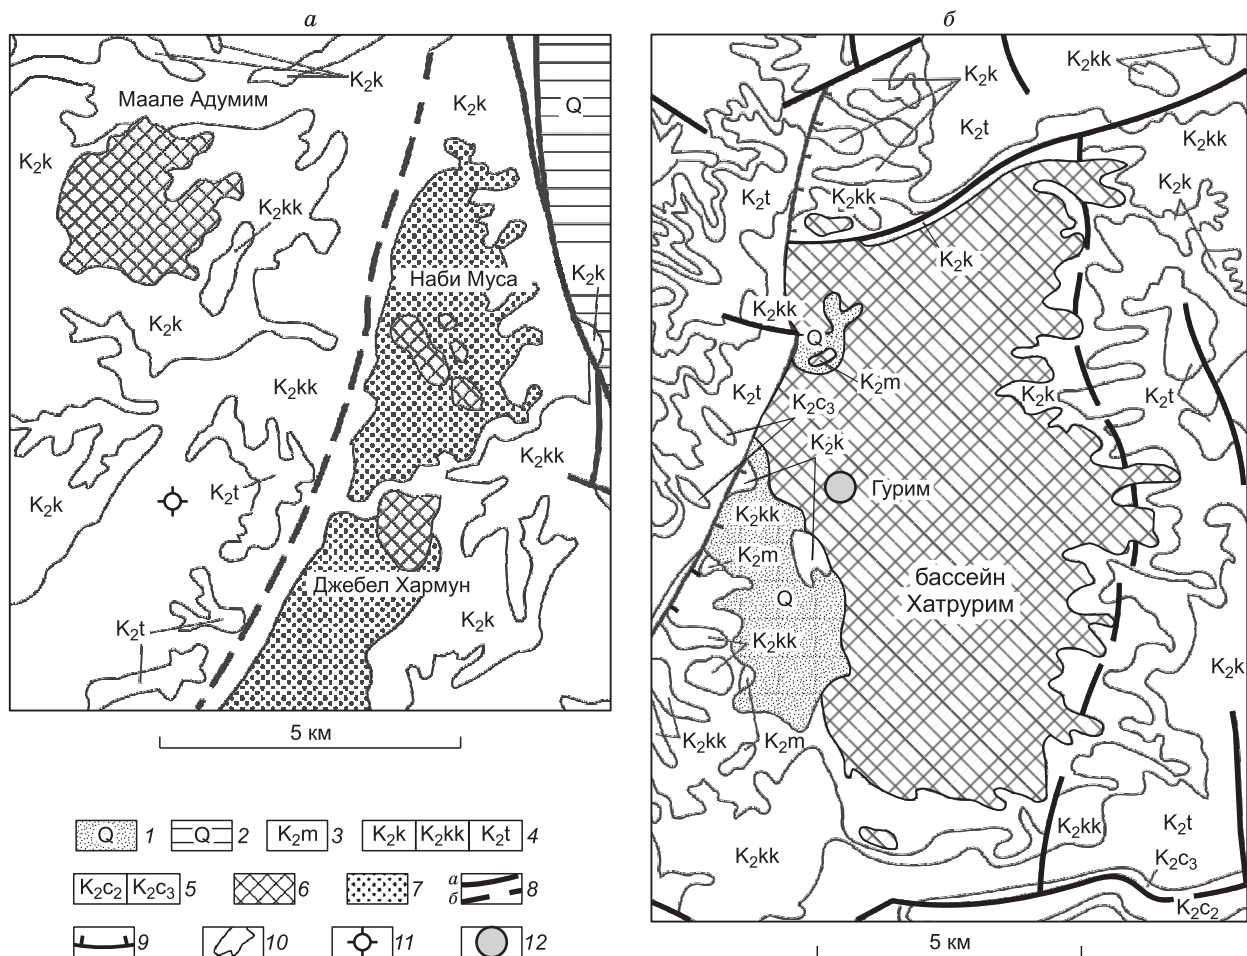 а
K₂k
Маале Адумим
K₂k
Q
K₂k
K₂kk
Наби Муса
K₂k
K₂k
K₂kk
K₂kk
K₂k
K₂t
Джебел Хармун
K₂t
K₂k
5 км
б
K₂kk
K₂k
K₂t
K₂kk
K₂k
K₂t
K₂kk
K₂k
K₂kk
Q
K₂m
K₂t
K₂c₃
K₂k
K₂t
K₂k
Гурим
K₂kk
K₂m
бассейн
Хатрурим
Q
K₂kk
K₂k
K₂kk
K₂m
K₂kk
K₂kk
K₂t
K₂c₃
K₂c₂
5 км
Q 1 Q 2 K₂m 3 K₂k K₂kk K₂t 4
K₂c₂ K₂c₃ 5 6 7 а б 8
9 10 11 12